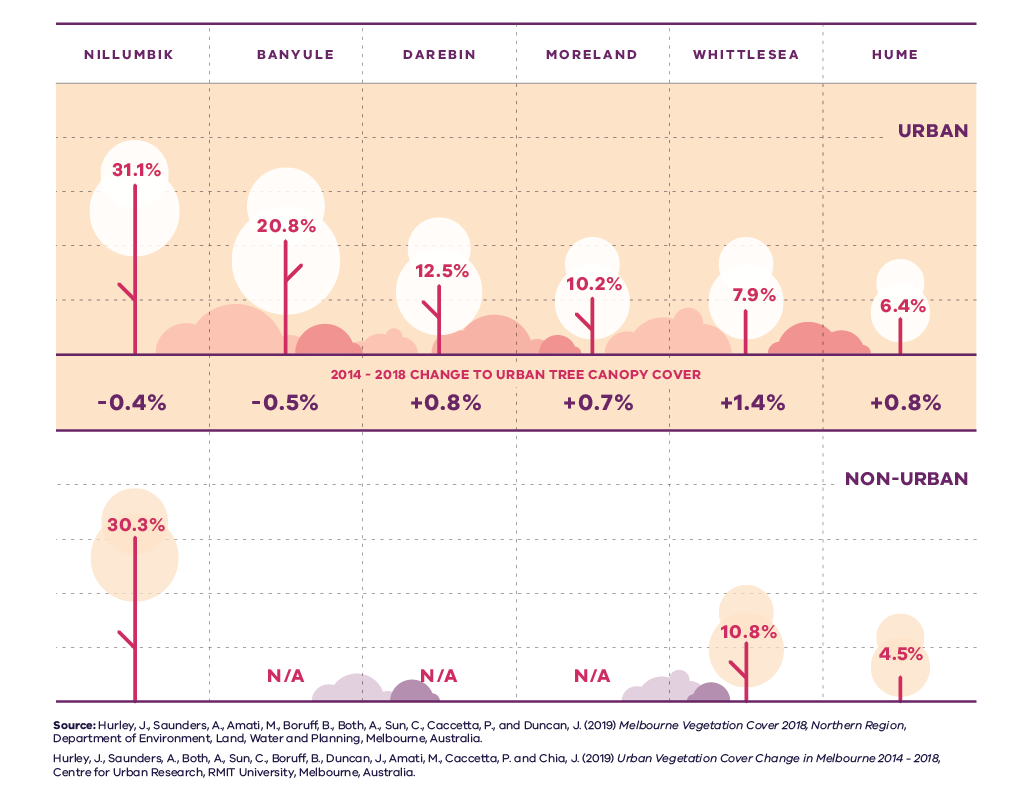 NILLUMBIK BANYULE DAREBIN MORELAND WHITTLESEA HUME
URBAN
31.1% 20.8% 12.5% 10.2% 7.9% 6.4%
2014 - 2018 CHANGE TO URBAN TREE CANOPY COVER
-0.4% -0.5% +0.8% +0.7% +1.4% +0.8%
NON-URBAN
30.3% N/A N/A N/A 10.8% 4.5%
Source: Hurley, J., Saunders, A., Amati, M., Boruff, B., Both, A., Sun, C., Caccetta, P., and Duncan, J. (2019) Melbourne Vegetation Cover 2018, Northern Region,
Department of Environment, Land, Water and Planning, Melbourne, Australia.
Hurley, J., Saunders, A., Both, A., Sun, C., Boruff, B., Duncan, J., Amati, M., Caccetta, P. and Chia, J. (2019) Urban Vegetation Cover Change in Melbourne 2014 - 2018,
Centre for Urban Research, RMIT University, Melbourne, Australia.